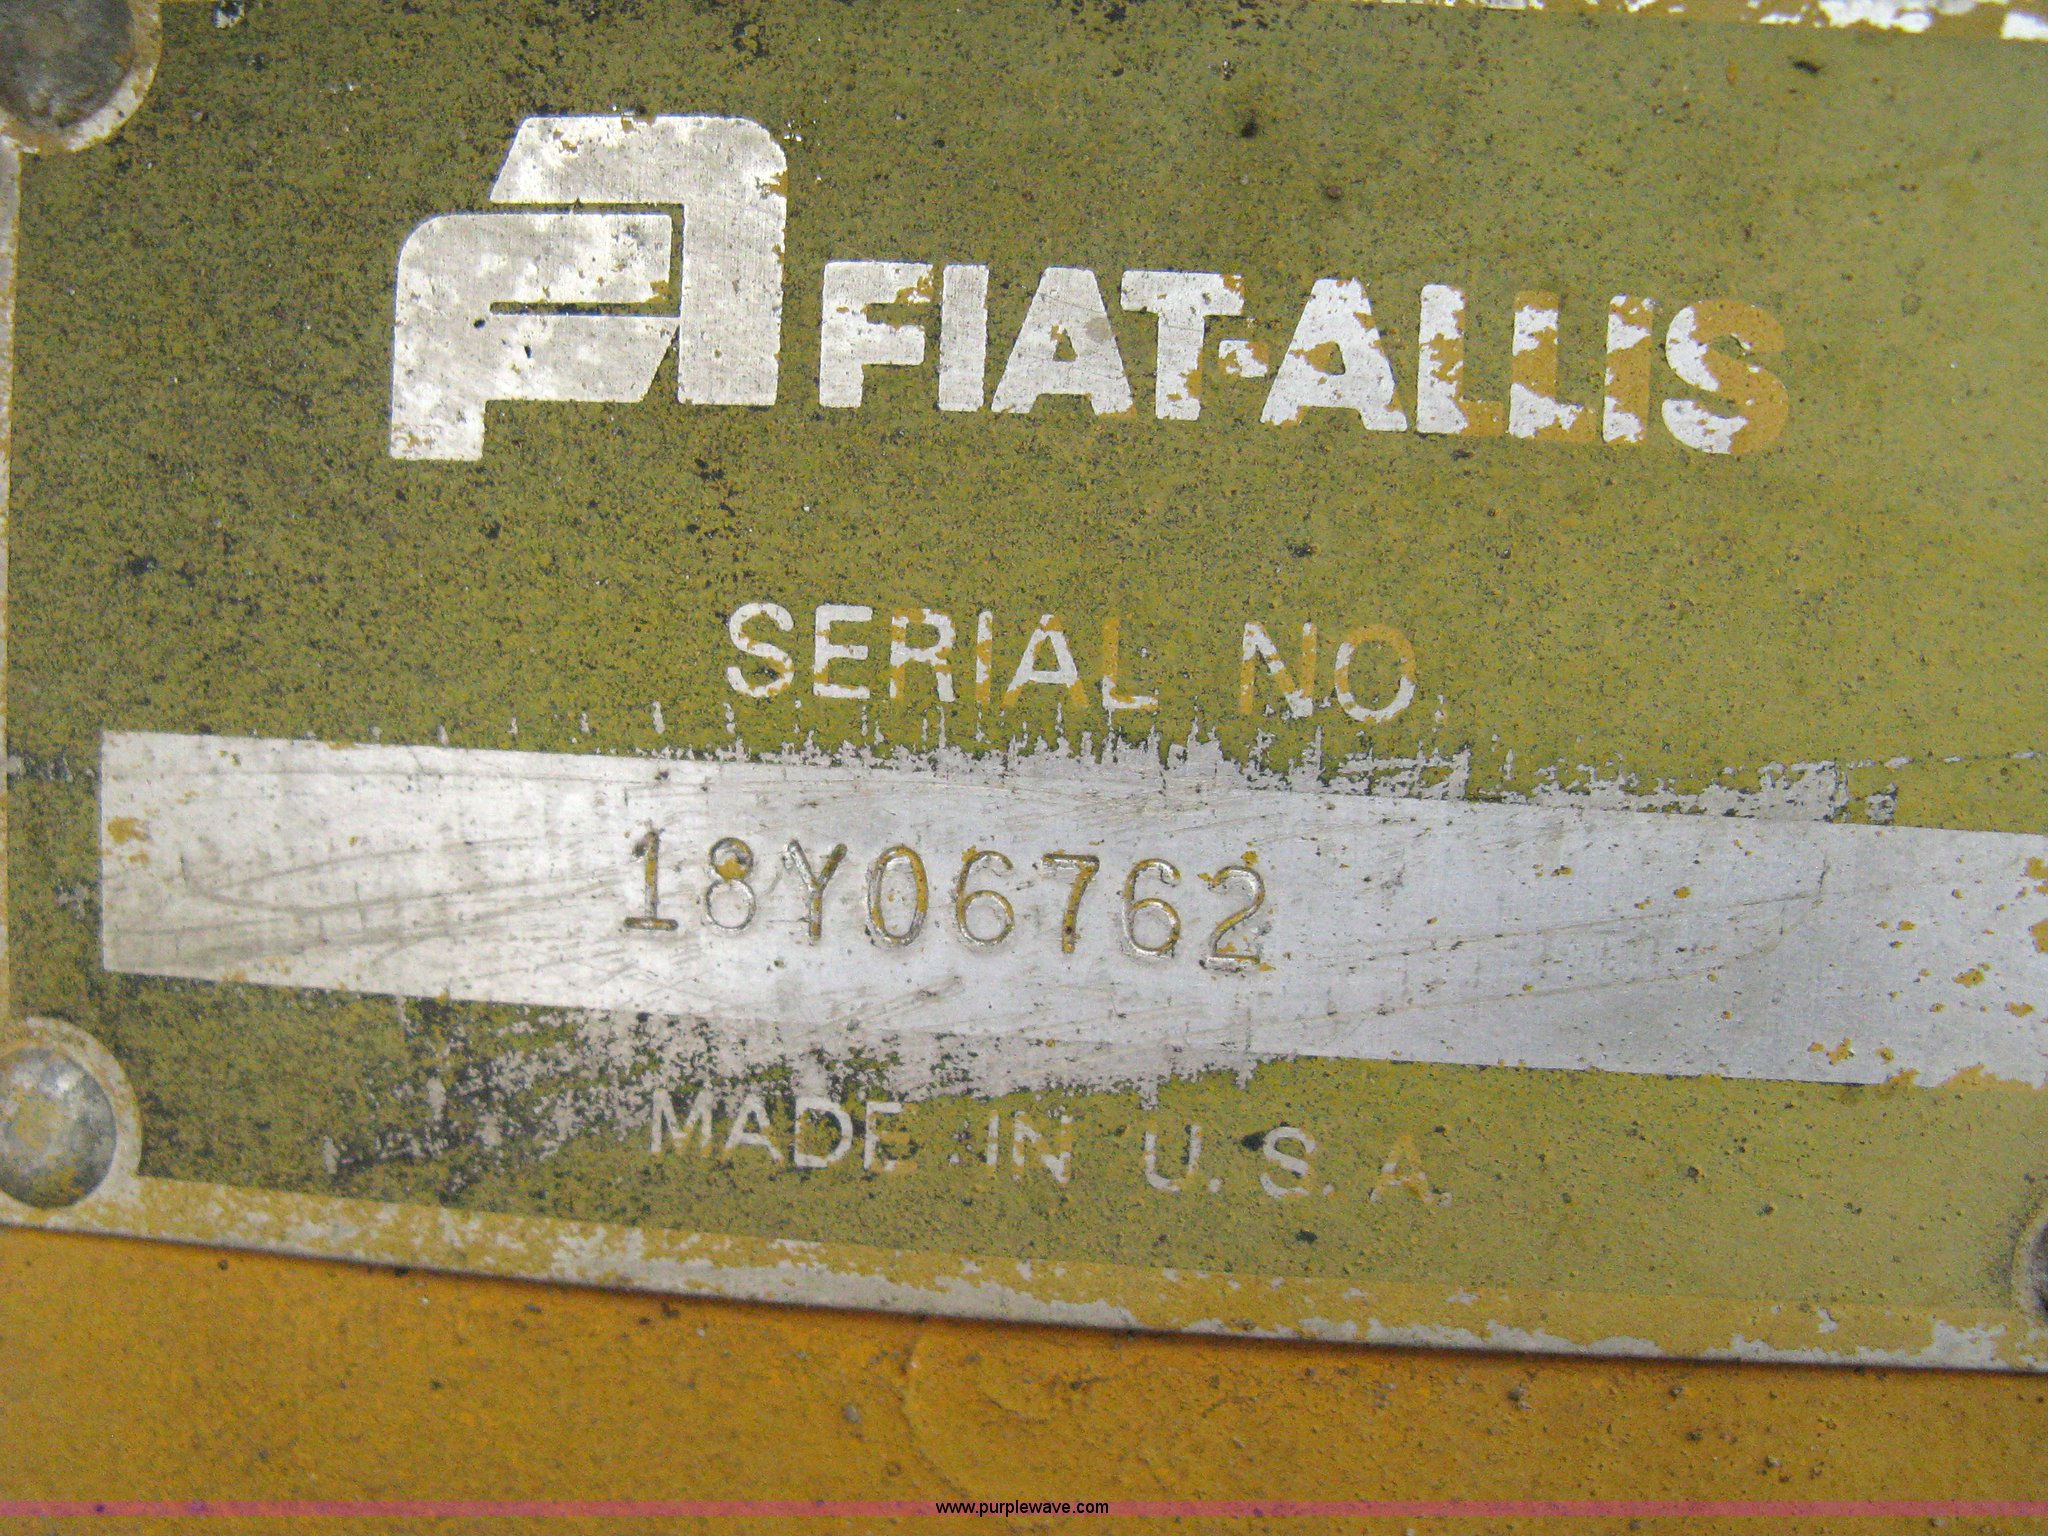 FIAT-ALLIS
SERIAL NO.
18Y06762
MADE IN U.S.A.
www.purplewave.com